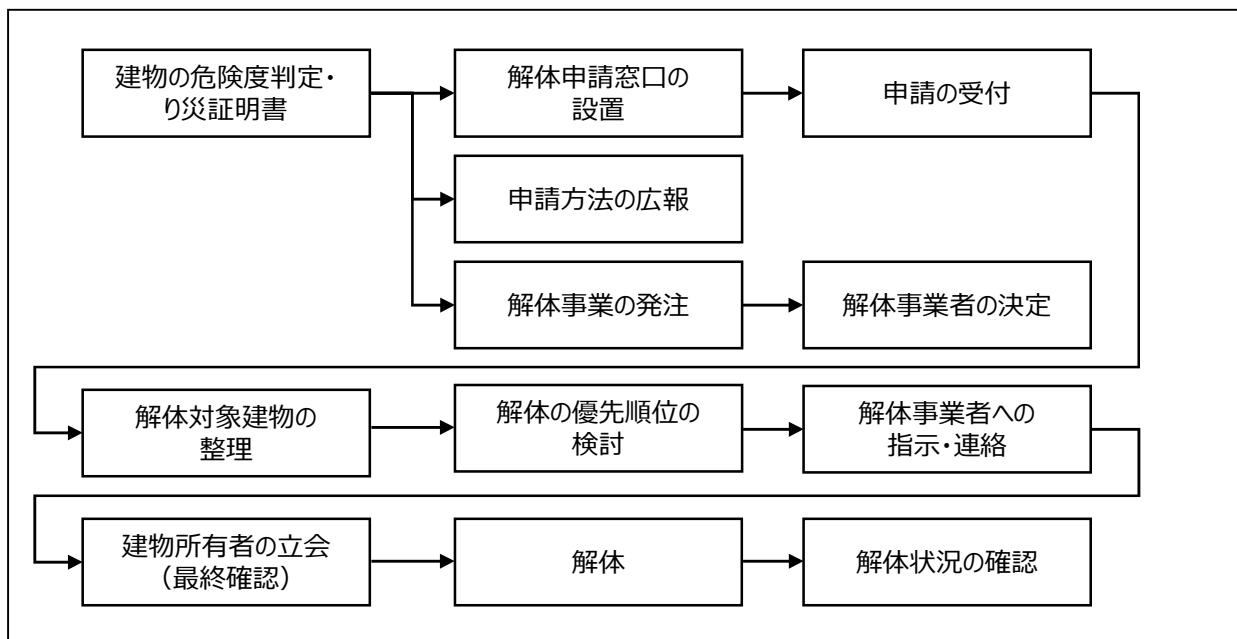 建物の危険度判定・
り災証明書
解体申請窓口の
設置
申請の受付
申請方法の広報
解体事業の発注
解体事業者の決定
解体対象建物の
整理
解体の優先順位の
検討
解体事業者への
指示・連絡
建物所有者の立会
（最終確認）
解体
解体状況の確認